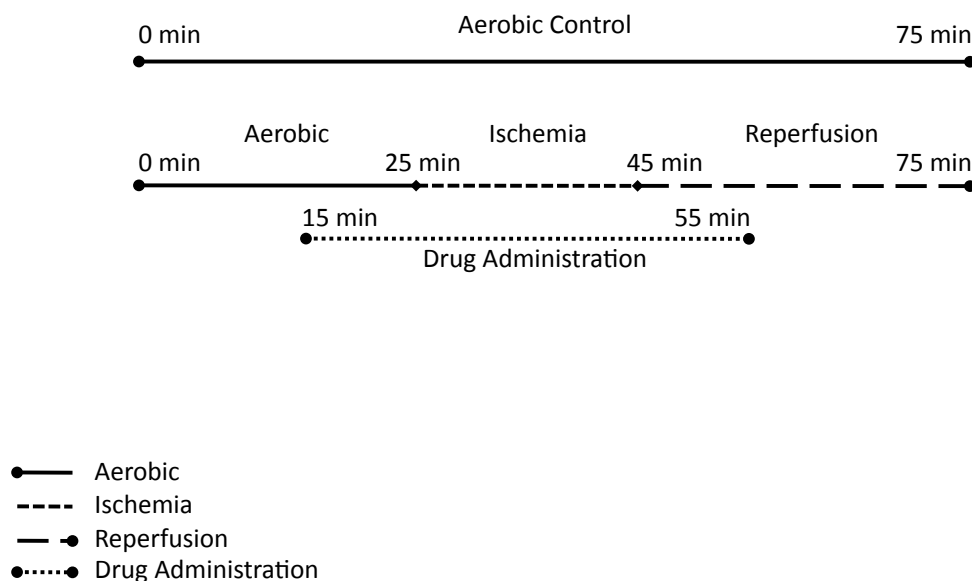 Aerobic Control
0 min 75 min
Aerobic Ischemia Reperfusion
0 min 25 min 45 min 75 min
15 min 55 min
Drug Administration
Aerobic
Ischemia
Reperfusion
Drug Administration